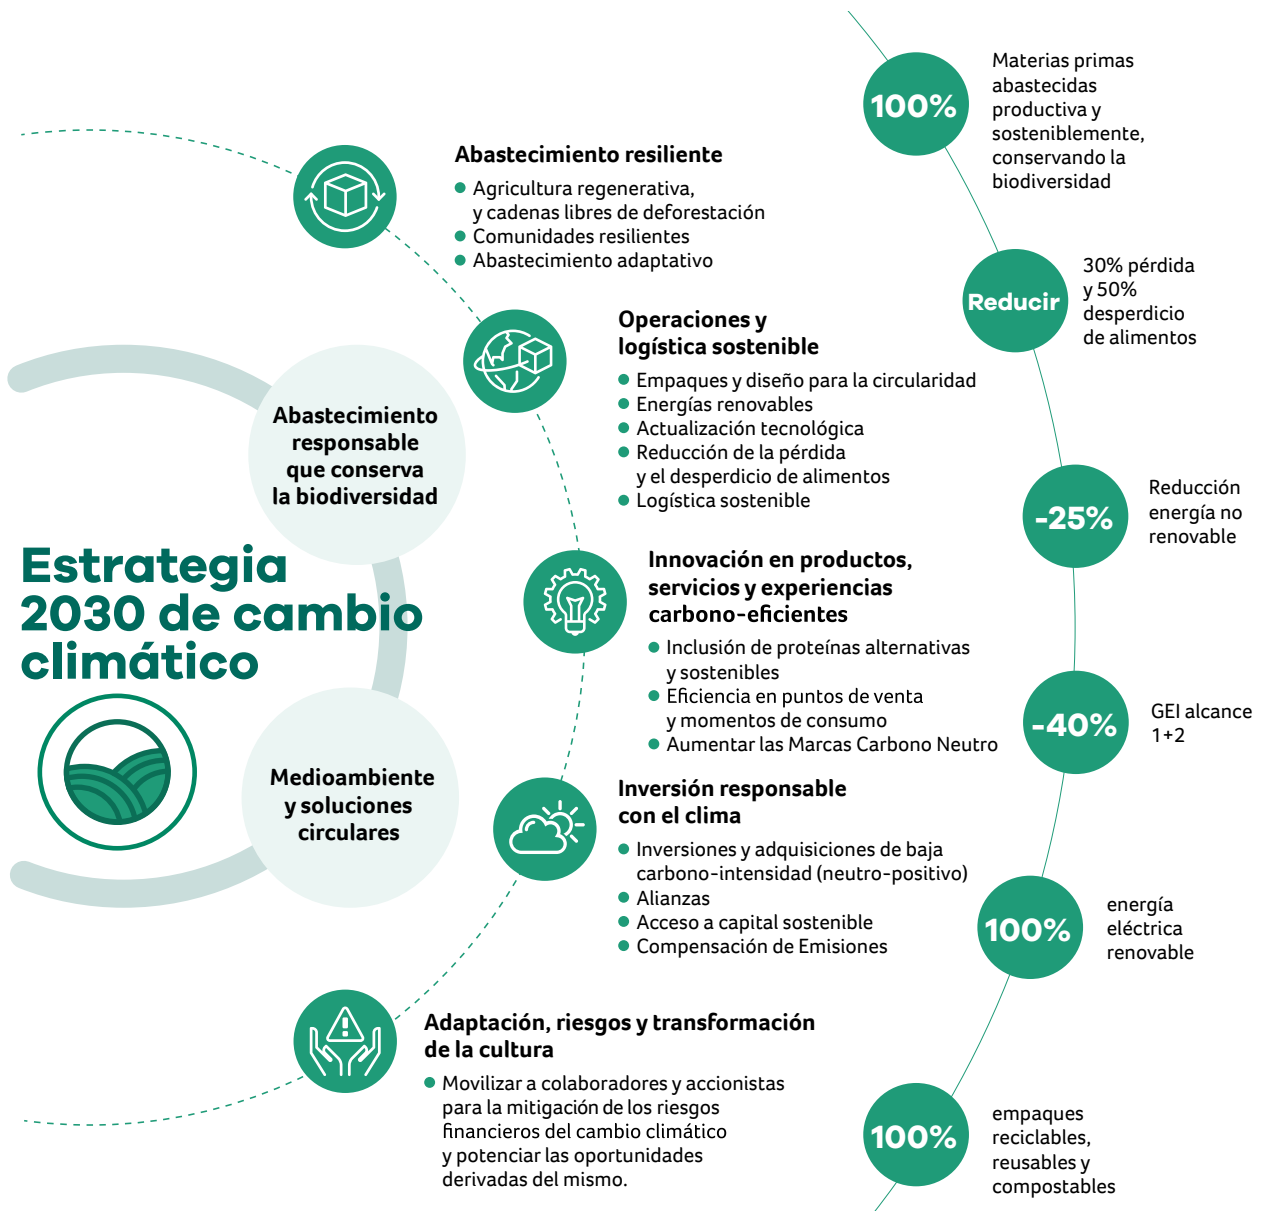 Estrategia
2030 de cambio
climático
Abastecimiento
responsable
que conserva
la biodiversidad
Medioambiente
y soluciones
circulares
Abastecimiento resiliente
Agricultura regenerativa,
y cadenas libres de deforestación
Comunidades resilientes
Abastecimiento adaptativo
Operaciones y
logística sostenible
Empaques y diseño para la circularidad
Energías renovables
Actualización tecnológica
Reducción de la pérdida
y el desperdicio de alimentos
Logística sostenible
Innovación en productos,
servicios y experiencias
carbono-eficientes
Inclusión de proteínas alternativas
y sostenibles
Eficiencia en puntos de venta
y momentos de consumo
Aumentar las Marcas Carbono Neutro
Inversión responsable
con el clima
Inversiones y adquisiciones de baja
carbono-intensidad (neutro-positivo)
Alianzas
Acceso a capital sostenible
Compensación de Emisiones
Adaptación, riesgos y transformación
de la cultura
Movilizar a colaboradores y accionistas
para la mitigación de los riesgos
financieros del cambio climático
y potenciar las oportunidades
derivadas del mismo.
100%
Materias primas
abastecidas
productiva y
sosteniblemente,
conservando la
biodiversidad
Reducir
30% pérdida
y 50%
desperdicio
de alimentos
-25%
Reducción
energía no
renovable
-40%
GEI alcance
1+2
100%
energía
eléctrica
renovable
100%
empaques
reciclables,
reusables y
compostables